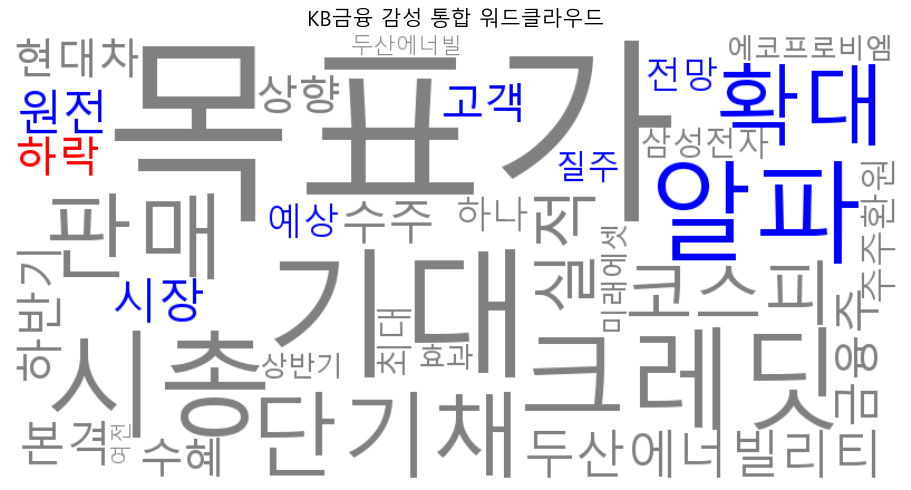 KB금융 감성 통합 워드클라우드
현대차
두산에너빌
에코프로비엠
목표가
상향
고객
전망
확대
원전
하락
삼성전자
질주
알파
판매
예상
수주
하나
실적
주주환원
시장
하반기
기대
미래에셋
코스피
시총
상반기
최대
효과
크레딧
금융주
본격
여전
수혜
단기채
두산에너빌리티